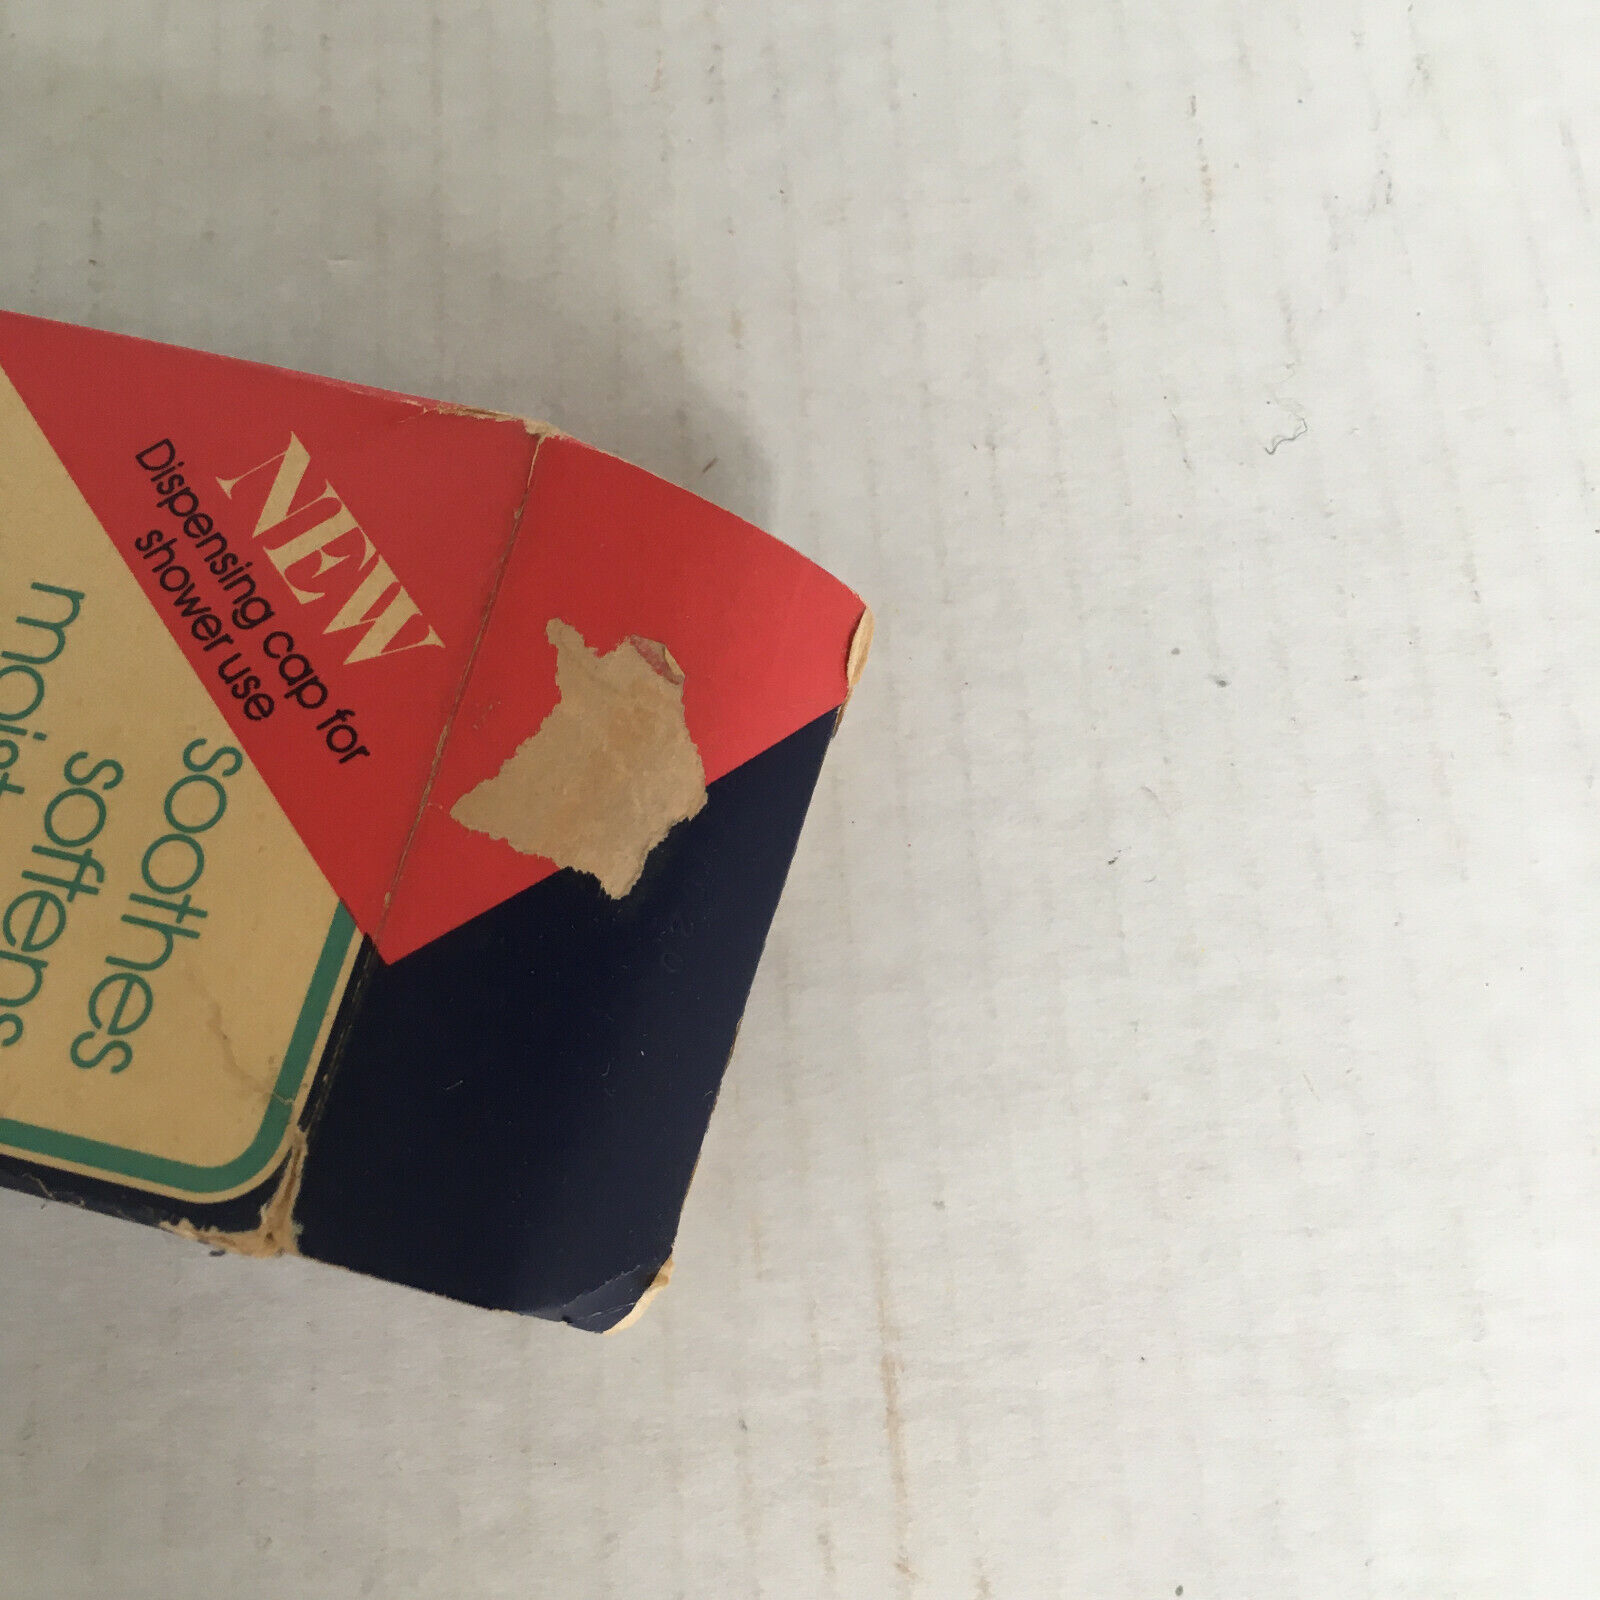 NEW
Dispensing cap for
shower use
soothes
softens